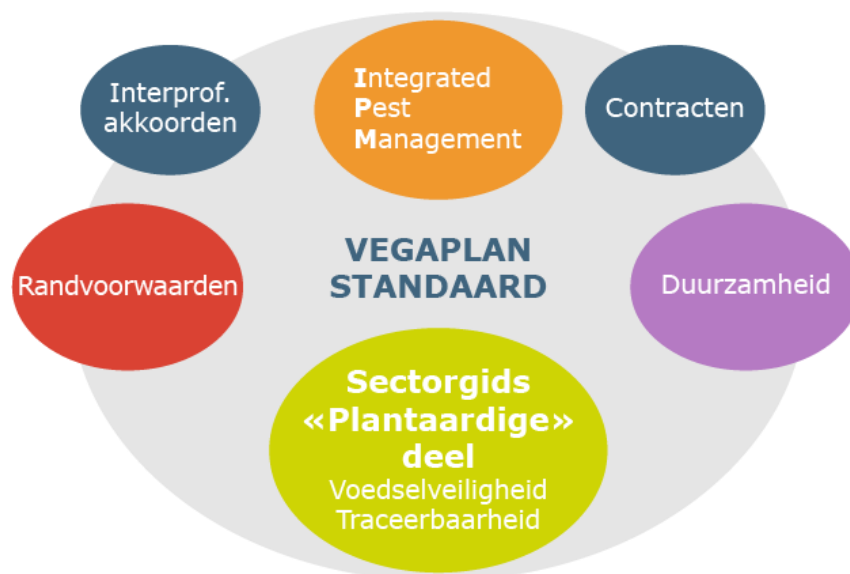 Interprof.
akkoorden
Integrated
Pest
Management
Contracten
Randvoorwaarden
VEGAPLAN
STANDAARD
Duurzamheid
Sectorgids
«Plantaardige»
deel
Voedselveiligheid
Traceerbaarheid